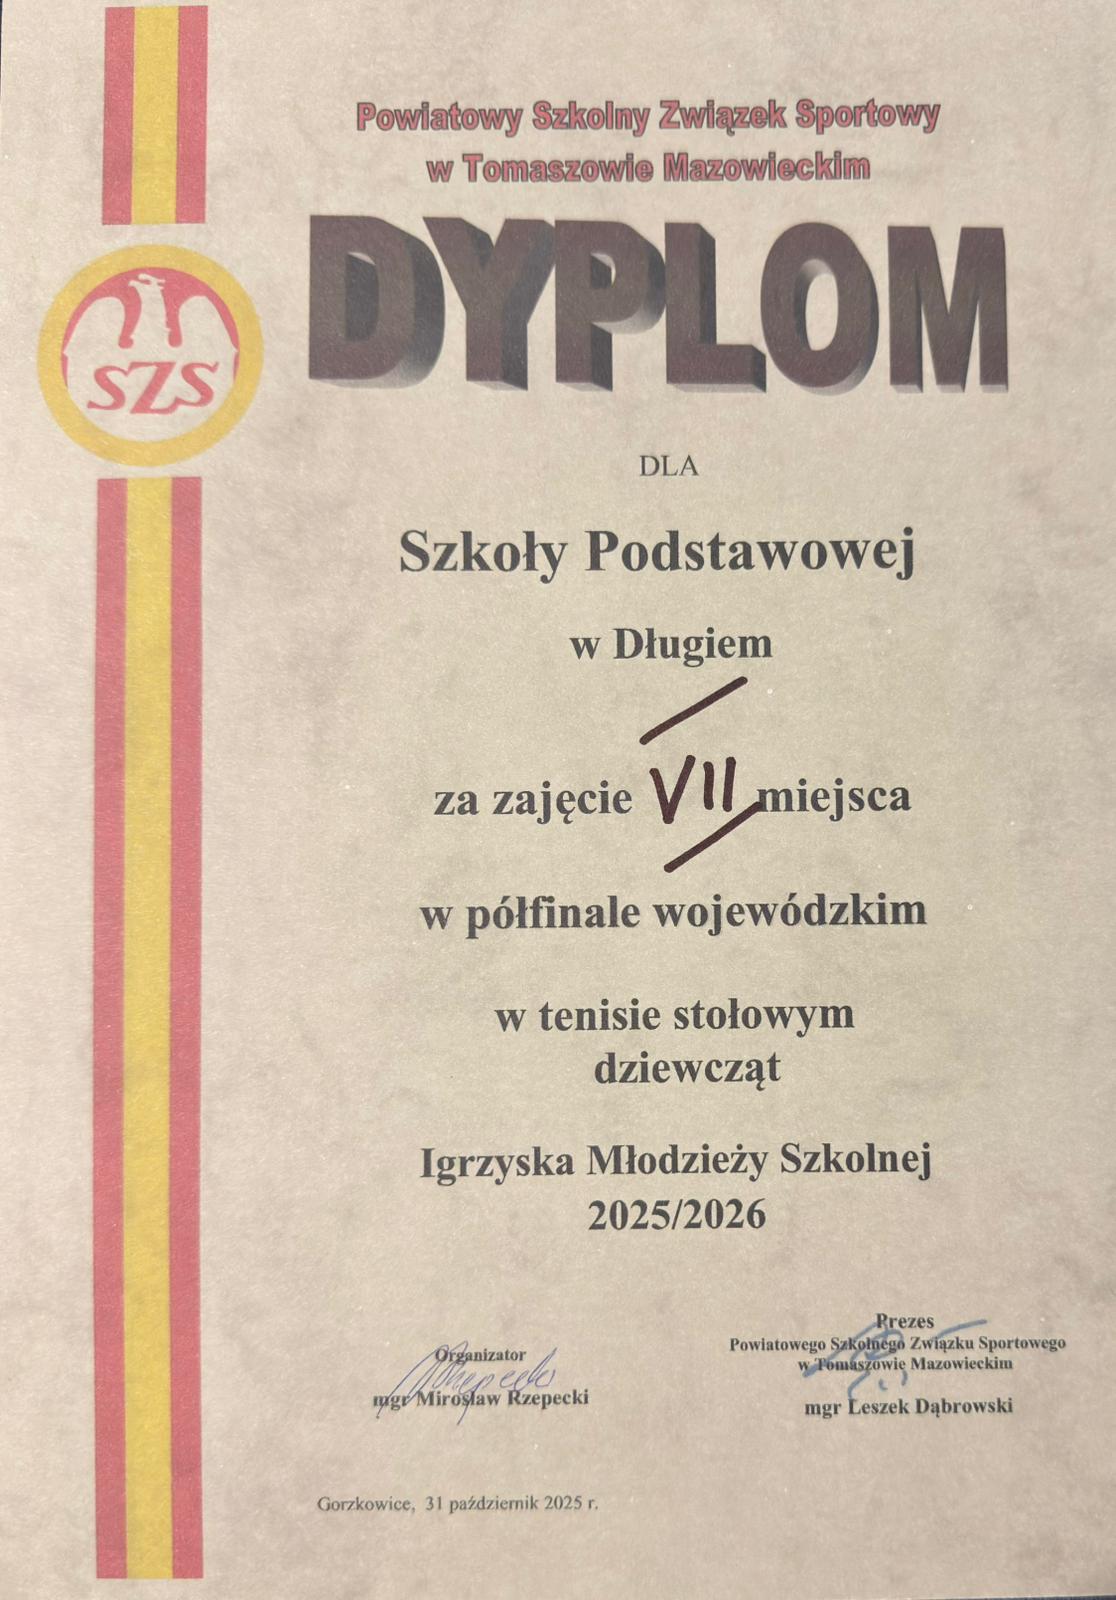 Powiatowy Szkolny Związek Sportowy
w Tomaszowie Mazowieckim
DYPLOM
SZS
DLA
Szkoły Podstawowej
w Długiem
za zajęcie VII miejsca
w półfinale wojewódzkim
w tenisie stołowym
dziewcząt
Igrzyska Młodzieży Szkolnej
2025/2026
Organizator
mgr Mirosław Rzepecki
Prezes
Powiatowego Szkolnego Związku Sportowego
w Tomaszowie Mazowieckim
mgr Leszek Dąbrowski
Gorzkowice, 31 październik 2025 r.